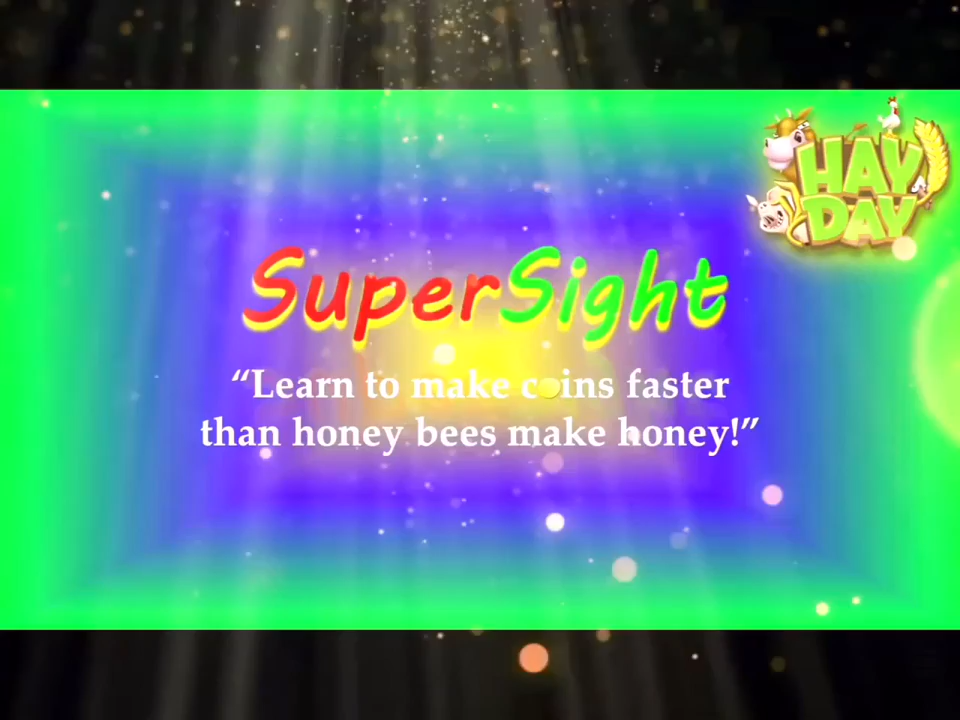 HAY
DAY
SuperSight
“Learn to make coins faster
than honey bees make honey!”